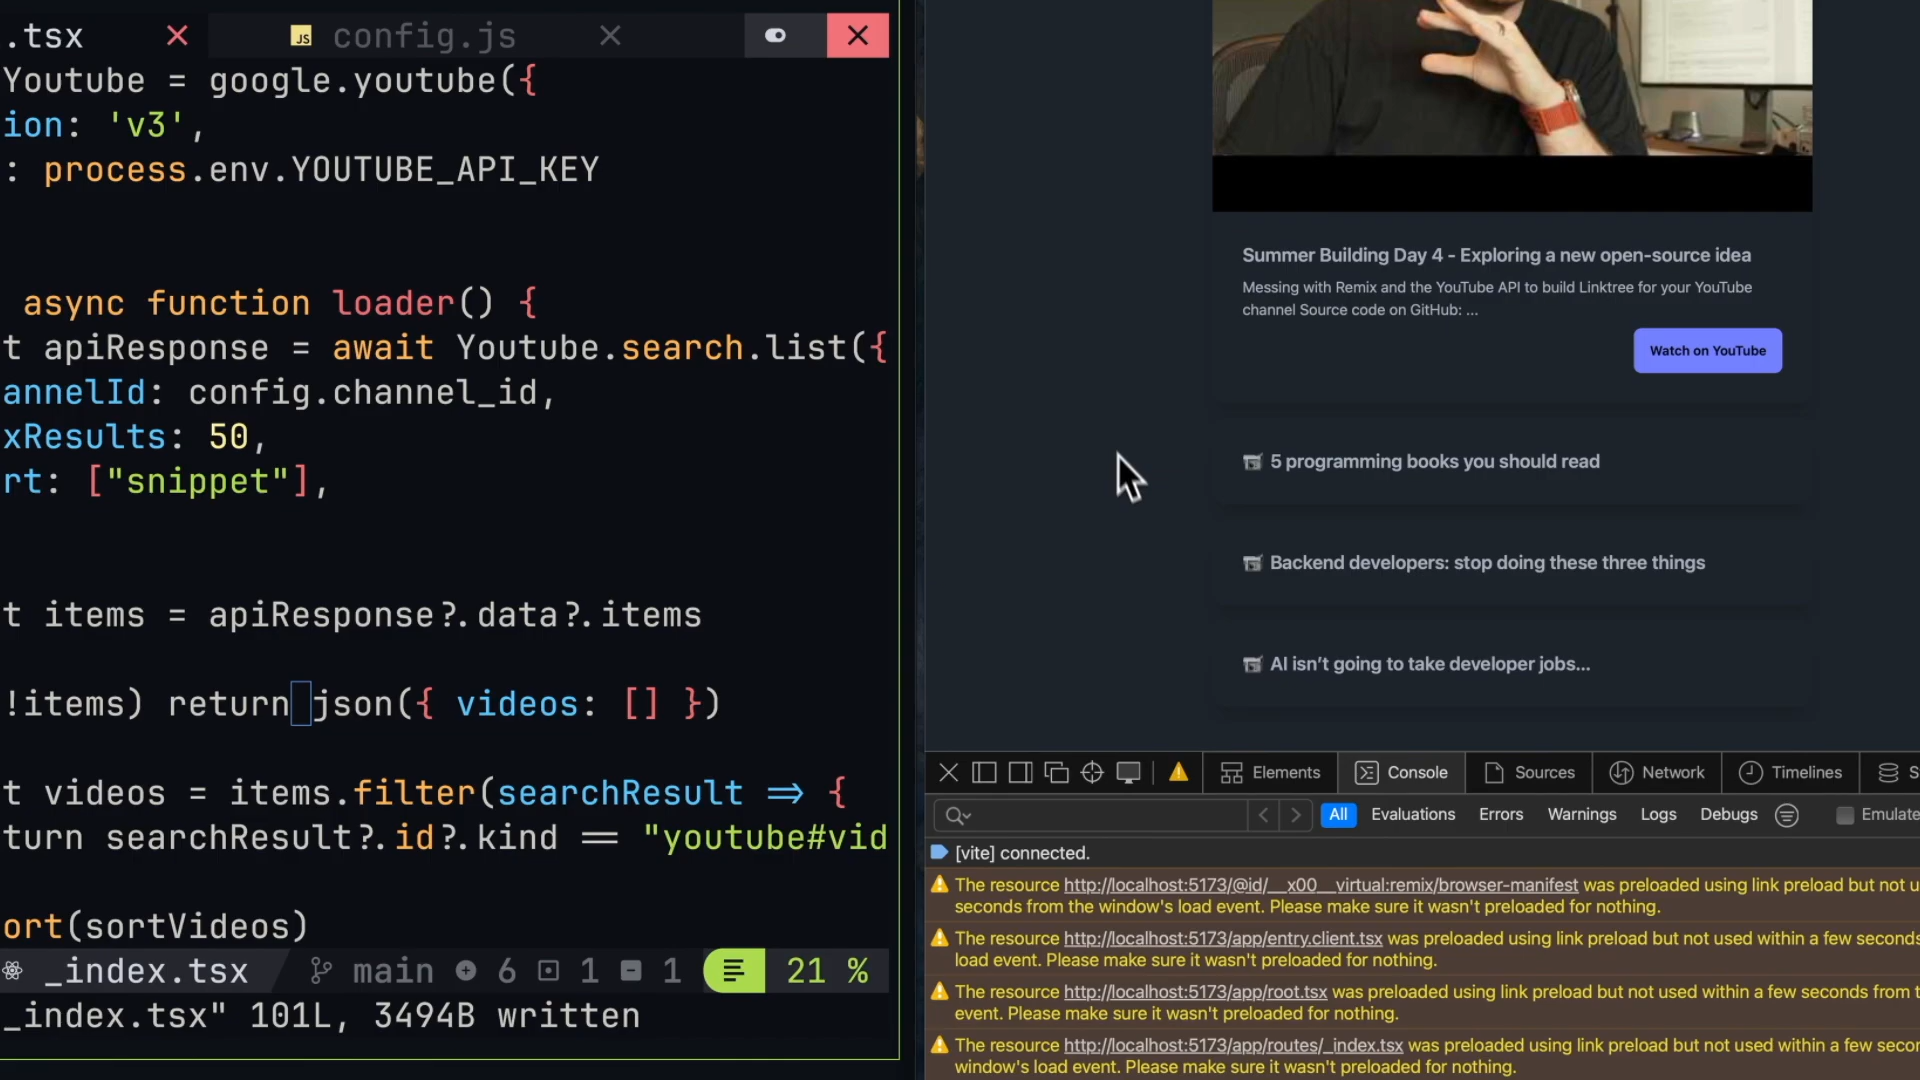 .tsx
JS config.js
Youtube = google.youtube({
ion: 'v3',
: process.env.YOUTUBE_API_KEY
async function loader() {
t apiResponse = await Youtube.search.list({
annelId: config.channel_id,
xResults: 50,
rt: ["snippet"],
t items = apiResponse?.data?.items
!items) return json({ videos: [] })
t videos = items.filter(searchResult => {
turn searchResult?.id?.kind == "youtube#vid
ort(sortVideos)
_index.tsx main 6 1 1 21 %
_index.tsx" 101L, 3494B written
Summer Building Day 4 - Exploring a new open-source idea
Messing with Remix and the YouTube API to build Linktree for your YouTube
channel Source code on GitHub: ...
Watch on YouTube
5 programming books you should read
Backend developers: stop doing these three things
AI isn't going to take developer jobs...
Elements Console Sources Network Timelines S
All Evaluations Errors Warnings Logs Debugs Emulate
[vite] connected.
The resource http://localhost:5173/@id/__x00__virtual:remix/browser-manifest was preloaded using link preload but not u
seconds from the window's load event. Please make sure it wasn't preloaded for nothing.
The resource http://localhost:5173/app/entry.client.tsx was preloaded using link preload but not used within a few seconds
load event. Please make sure it wasn't preloaded for nothing.
The resource http://localhost:5173/app/root.tsx was preloaded using link preload but not used within a few seconds from t
event. Please make sure it wasn't preloaded for nothing.
The resource http://localhost:5173/app/routes/_index.tsx was preloaded using link preload but not used within a few secon
window's load event. Please make sure it wasn't preloaded for nothing.